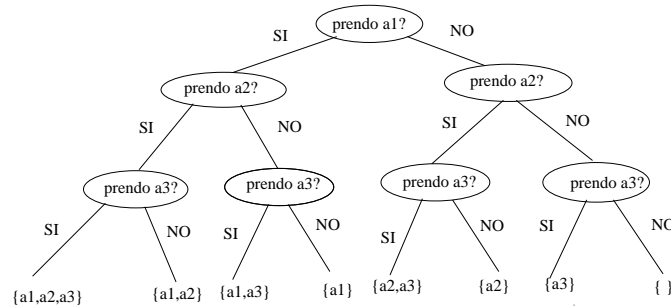 prendo a1?
SI
NO
prendo a2?
prendo a2?
SI
NO
SI
NO
prendo a3?
prendo a3?
prendo a3?
prendo a3?
SI
NO
SI
NO
SI
NO
SI
NO
{a1,a2,a3}
{a1,a2}
{a1,a3}
{a1}
{a2,a3}
{a2}
{a3}
{ }